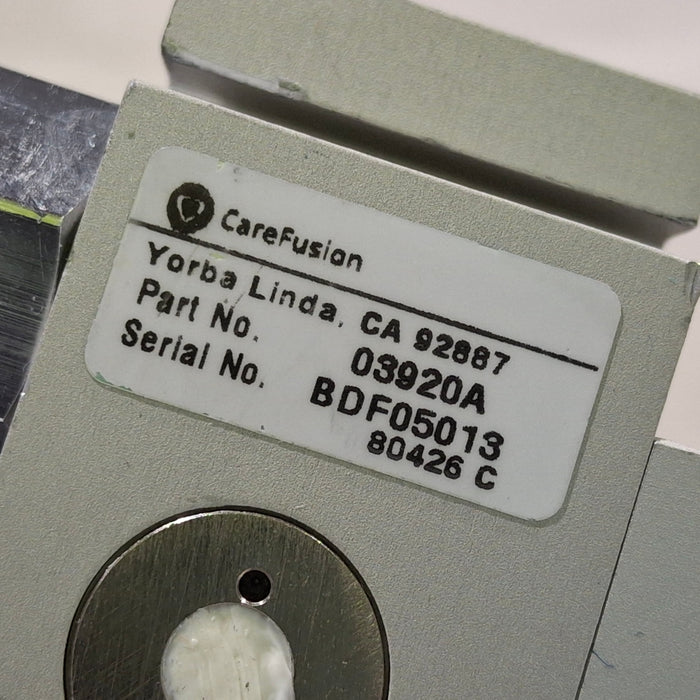 CareFusion
Yorba Linda, CA 92887
Part No. 03920A
Serial No. BDF05013
80426 C